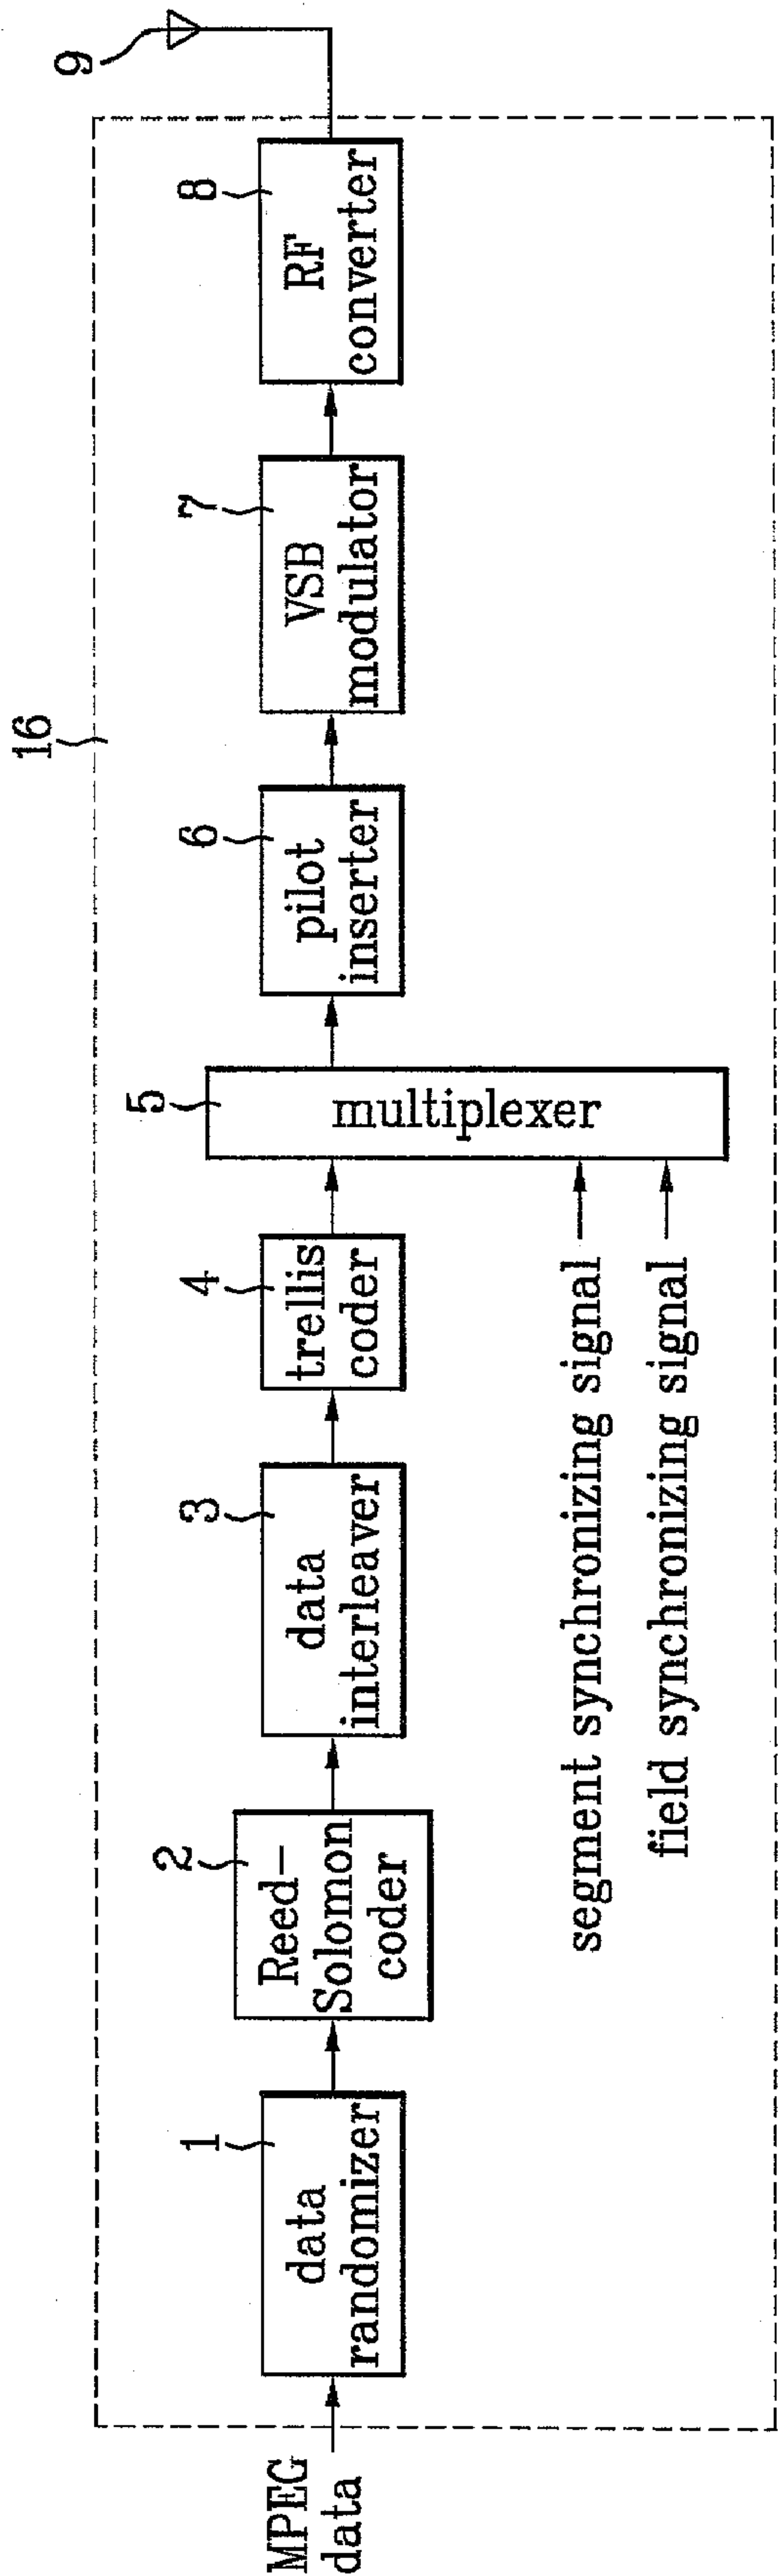 MPEG
data
1
data
randomizer
2
Reed-
Solomon
coder
3
data
interleaver
4
trellis
coder
segment synchronizing signal
field synchronizing signal
5
multiplexer
6
pilot
inserter
7
VSB
modulator
8
RF
converter
9
16